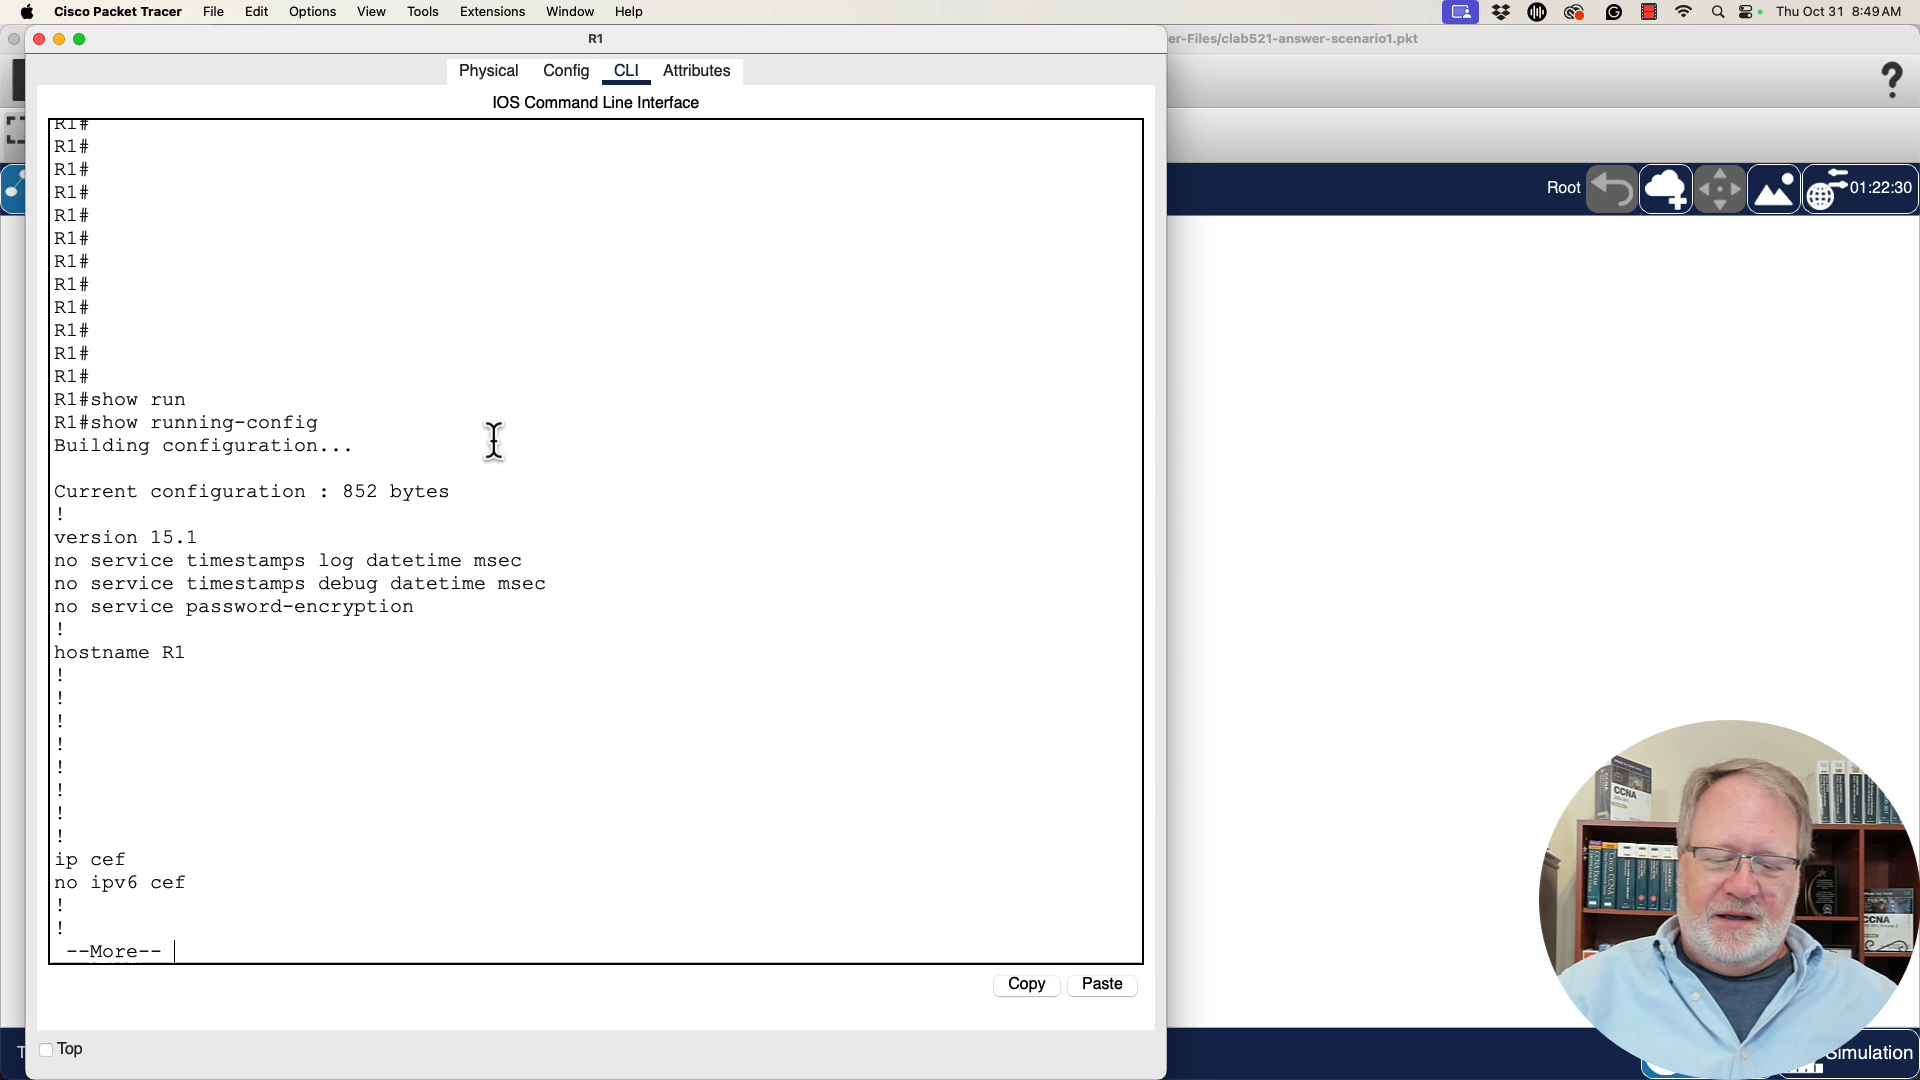 Cisco Packet Tracer File Edit Options View Tools Extensions Window Help Thu Oct 31 8:49 AM
R1
er-Files/clab521-answer-scenario1.pkt
Physical Config CLI Attributes
IOS Command Line Interface
Root 01:22:30
R1#
R1#
R1#
R1#
R1#
R1#
R1#
R1#
R1#
R1#
R1#
R1#
R1#show run
R1#show running-config
Building configuration...
Current configuration : 852 bytes
!
version 15.1
no service timestamps log datetime msec
no service timestamps debug datetime msec
no service password-encryption
!
hostname R1
!
!
!
!
!
!
!
!
ip cef
no ipv6 cef
!
!
--More--
Copy Paste
Top
Simulation
CCNA
CCNA